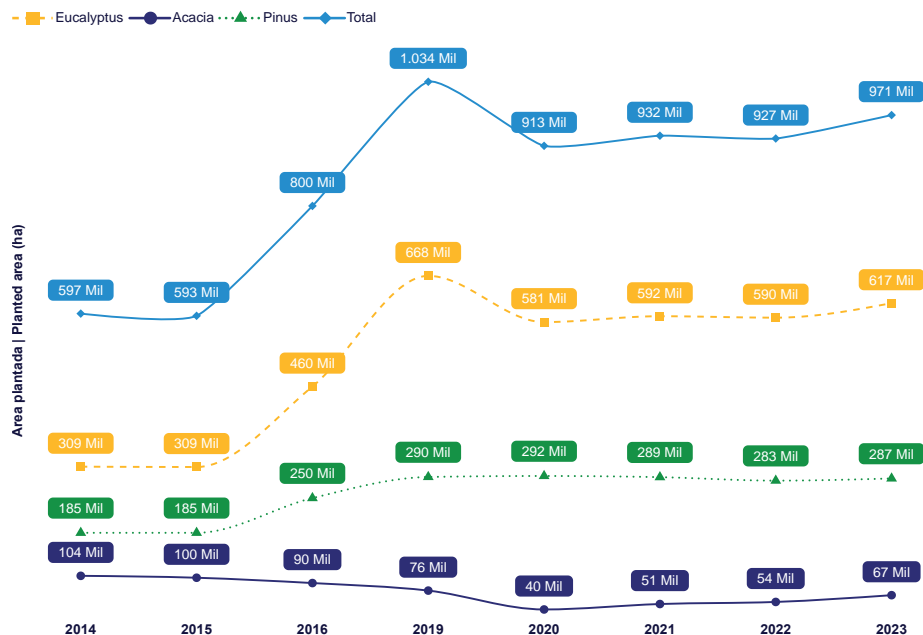 Eucalyptus Acacia Pinus Total
1.034 Mil
971 Mil
913 Mil
932 Mil
927 Mil
800 Mil
668 Mil
597 Mil
593 Mil
617 Mil
581 Mil
592 Mil
590 Mil
460 Mil
Area plantada | Planted area (ha)
309 Mil
309 Mil
290 Mil
292 Mil
289 Mil
283 Mil
287 Mil
250 Mil
185 Mil
185 Mil
104 Mil
100 Mil
90 Mil
76 Mil
40 Mil
51 Mil
54 Mil
67 Mil
2014 2015 2016 2019 2020 2021 2022 2023